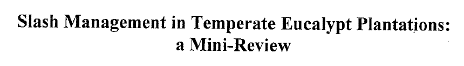 Slash Management in Temperate Eucalypt Plantations:
a Mini-Review